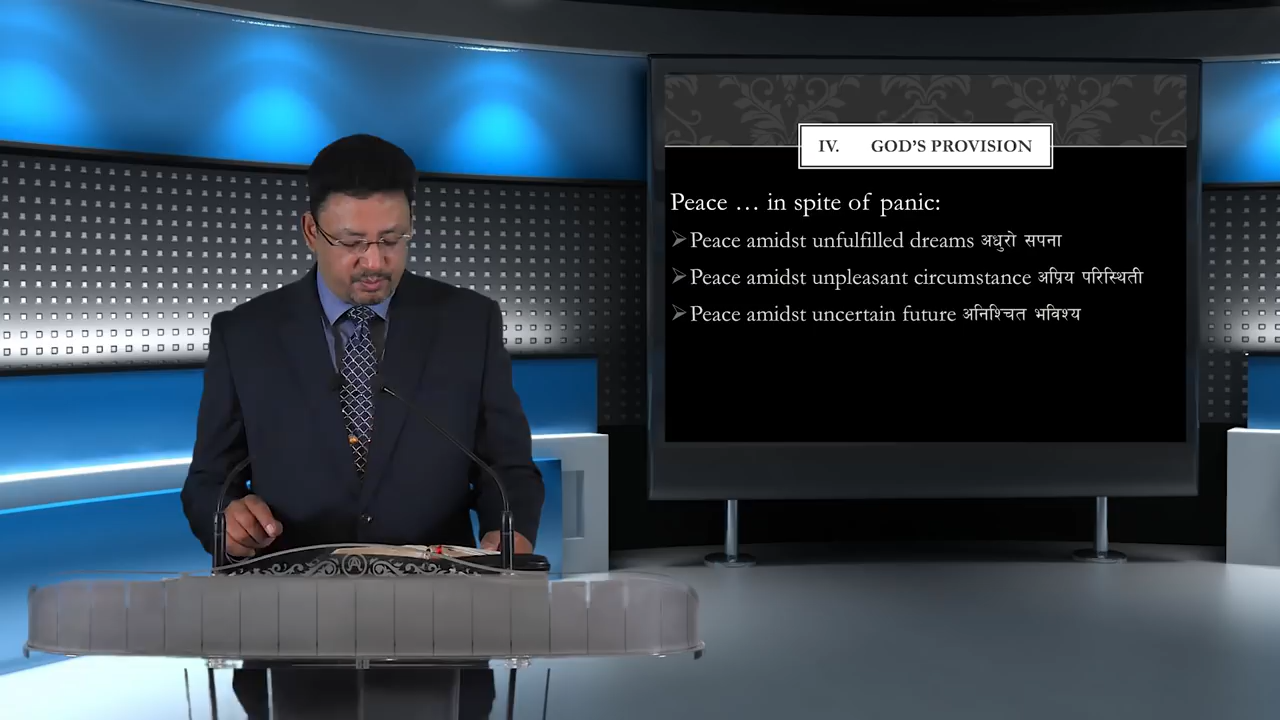 IV. GOD'S PROVISION
Peace … in spite of panic:
➢Peace amidst unfulfilled dreams अधुरो सपना
➢Peace amidst unpleasant circumstance अप्रिय परिस्थिती
➢Peace amidst uncertain future अनिश्चित भविश्य